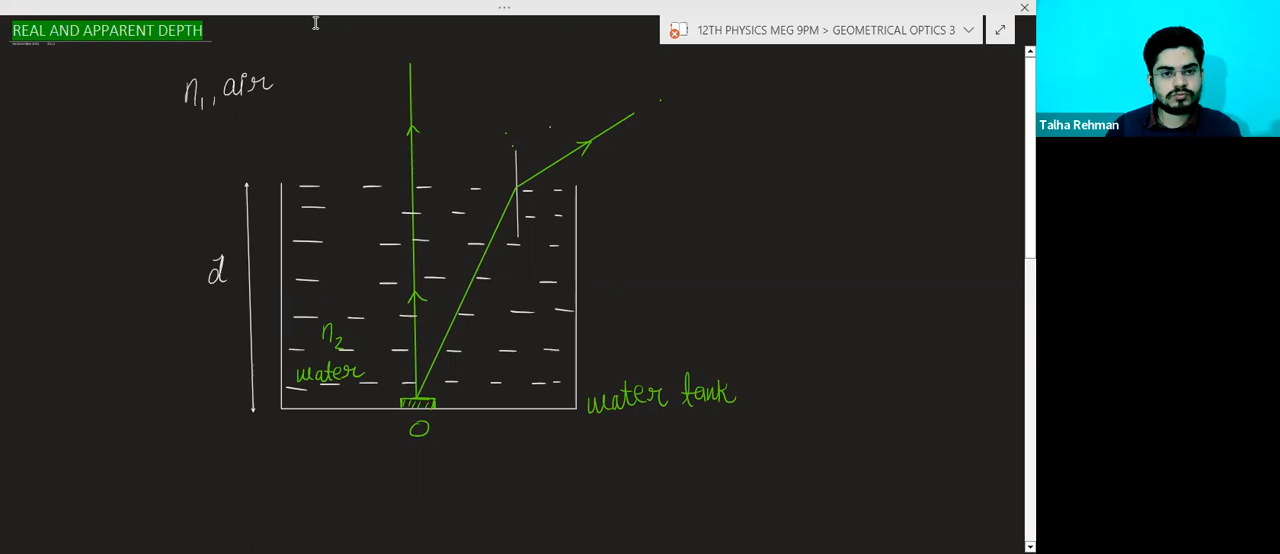 REAL AND APPARENT DEPTH
12TH PHYSICS MEG 9PM > GEOMETRICAL OPTICS 3
n₁, air
Talha Rehman
d
n₂
water
water tank
O